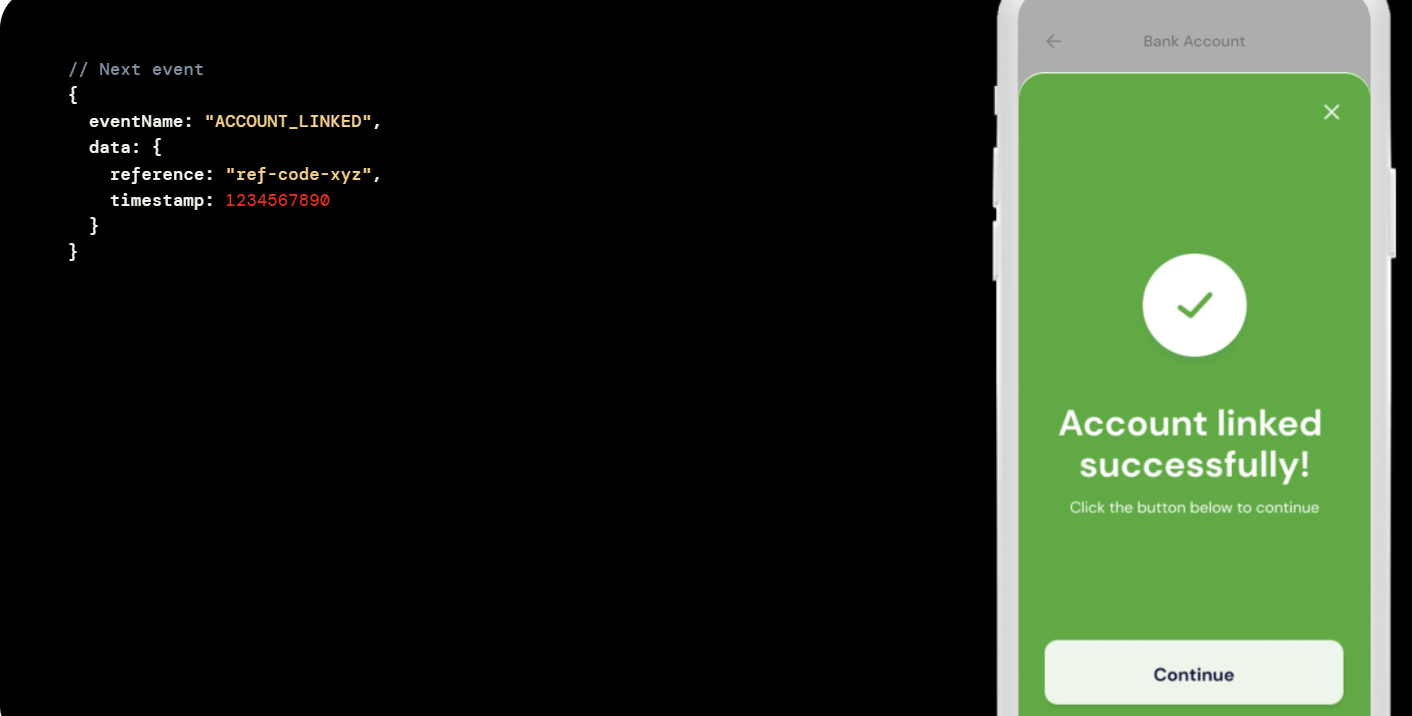 // Next event
{
eventName: "ACCOUNT_LINKED",
data: {
reference: "ref-code-xyz",
timestamp: 1234567890
}
}
Bank Account
Account linked
successfully!
Click the button below to continue
Continue